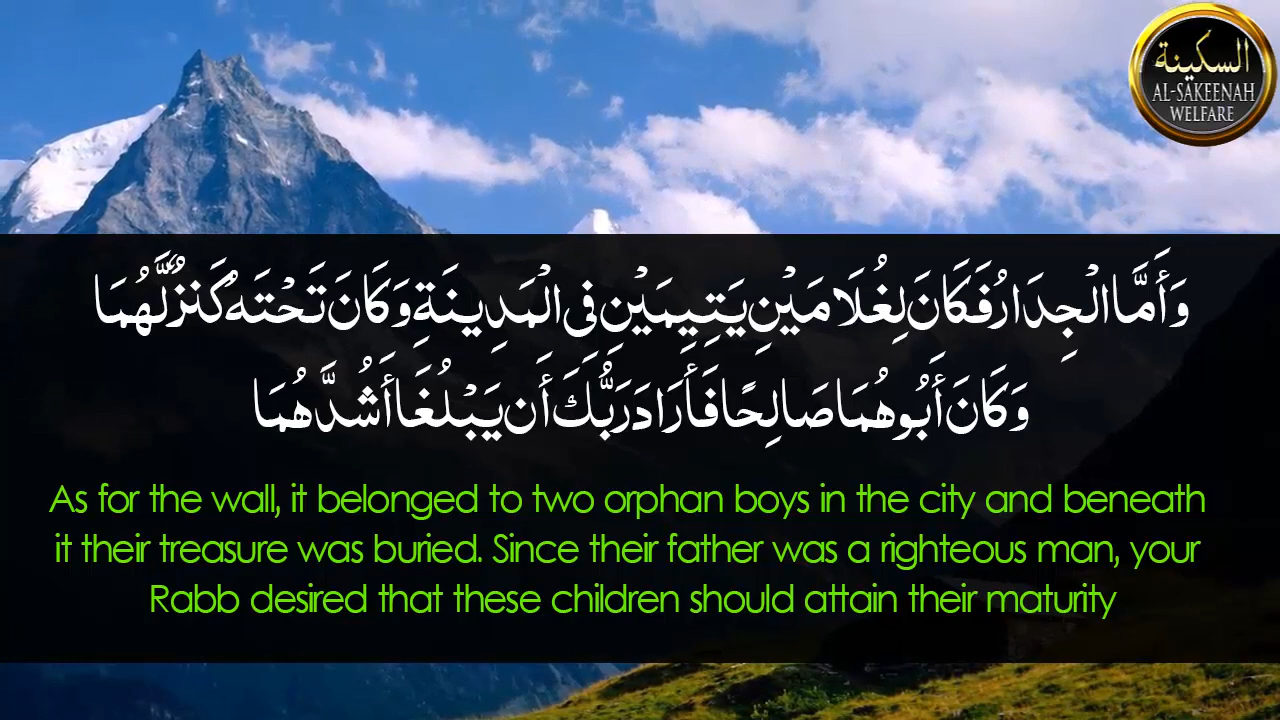 السكينة
AL-SAKEENAH
WELFARE
وَأَمَّا الْجِدَارُ فَكَانَ لِغُلَامَيْنِ يَتِيمَيْنِ فِي الْمَدِينَةِ وَكَانَ تَحْتَهُ كَنزٌ لَّهُمَا
وَكَانَ أَبُوهُمَا صَالِحًا فَأَرَادَ رَبُّكَ أَن يَبْلُغَا أَشُدَّهُمَا
As for the wall, it belonged to two orphan boys in the city and beneath
it their treasure was buried. Since their father was a righteous man, your
Rabb desired that these children should attain their maturity